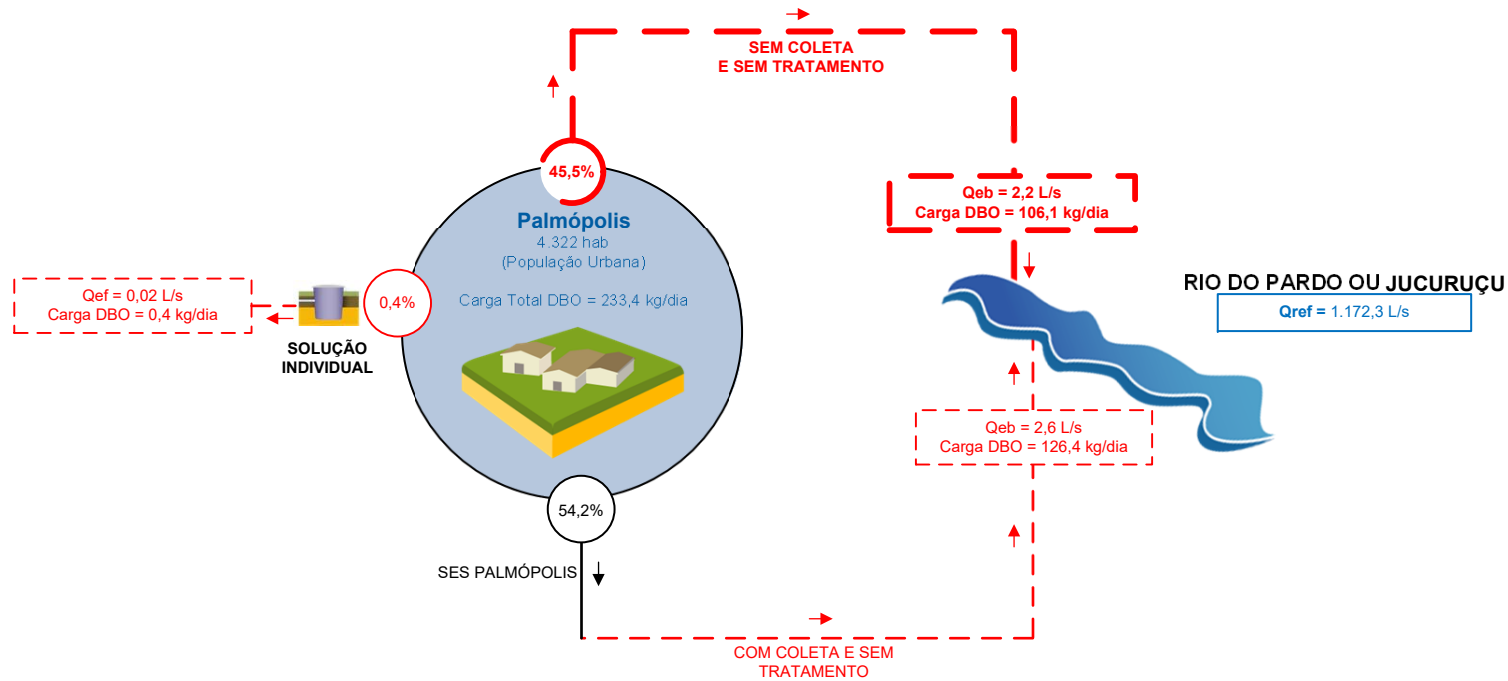 SEM COLETA
E SEM TRATAMENTO
45,5%
Qeb = 2,2 L/s
Carga DBO = 106,1 kg/dia
Palmópolis
4.322 hab
(População Urbana)
Carga Total DBO = 233,4 kg/dia
Qef = 0,02 L/s
Carga DBO = 0,4 kg/dia
0,4%
SOLUÇÃO
INDIVIDUAL
RIO DO PARDO OU JUCURUÇU
Qref = 1.172,3 L/s
Qeb = 2,6 L/s
Carga DBO = 126,4 kg/dia
54,2%
SES PALMÓPOLIS
COM COLETA E SEM
TRATAMENTO